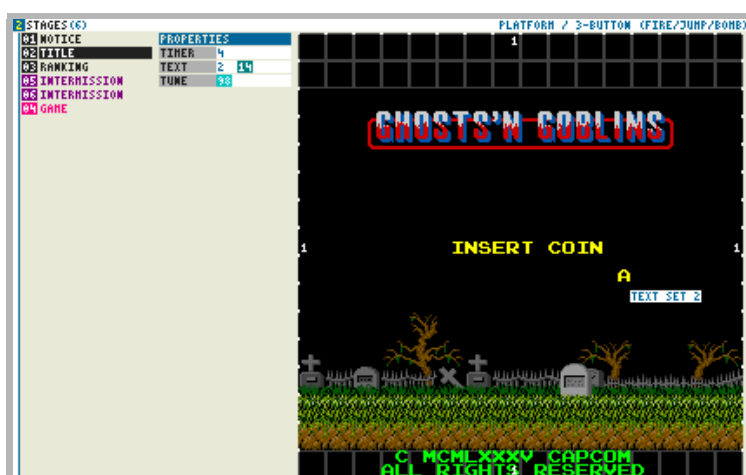 2 STAGES(6)
PLATFORM / 3-BUTTON (FIRE/JUMP/BOMB)
01 NOTICE
02 TITLE
03 RANKING
05 INTERMISSION
06 INTERMISSION
04 GAME
PROPERTIES
TIMER 4
TEXT 2 14
TUNE 98
1
GHOSTS'N GOBLINS
1
INSERT COIN
1
A
TEXT SET 2
C MCMLXXXV CAPCOM
ALL RIGHTS RESERVED
1